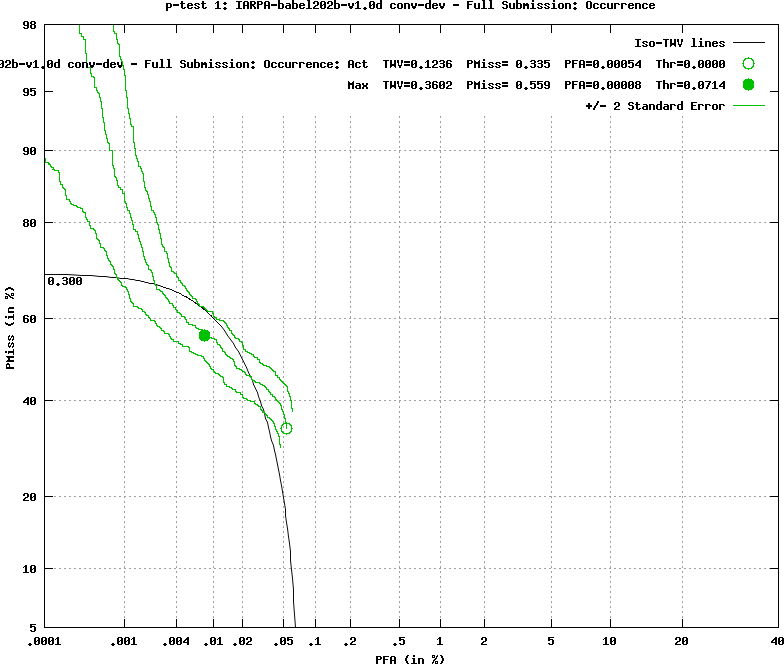 p-test 1: IARPA-babel202b-v1.0d conv-dev - Full Submission: Occurrence
98
Iso-TWV lines
02b-v1.0d conv-dev - Full Submission: Occurrence: Act TWV=0.1236 PMiss= 0.335 PFA=0.00054 Thr=0.0000
Max TWV=0.3602 PMiss= 0.559 PFA=0.00008 Thr=0.0714
95
+/- 2 Standard Error
90
80
0.300
60
PMiss (in %)
40
20
10
5
.0001 .001 .004 .01 .02 .05 .1 .2 .5 1 2 5 10 20 40
PFA (in %)